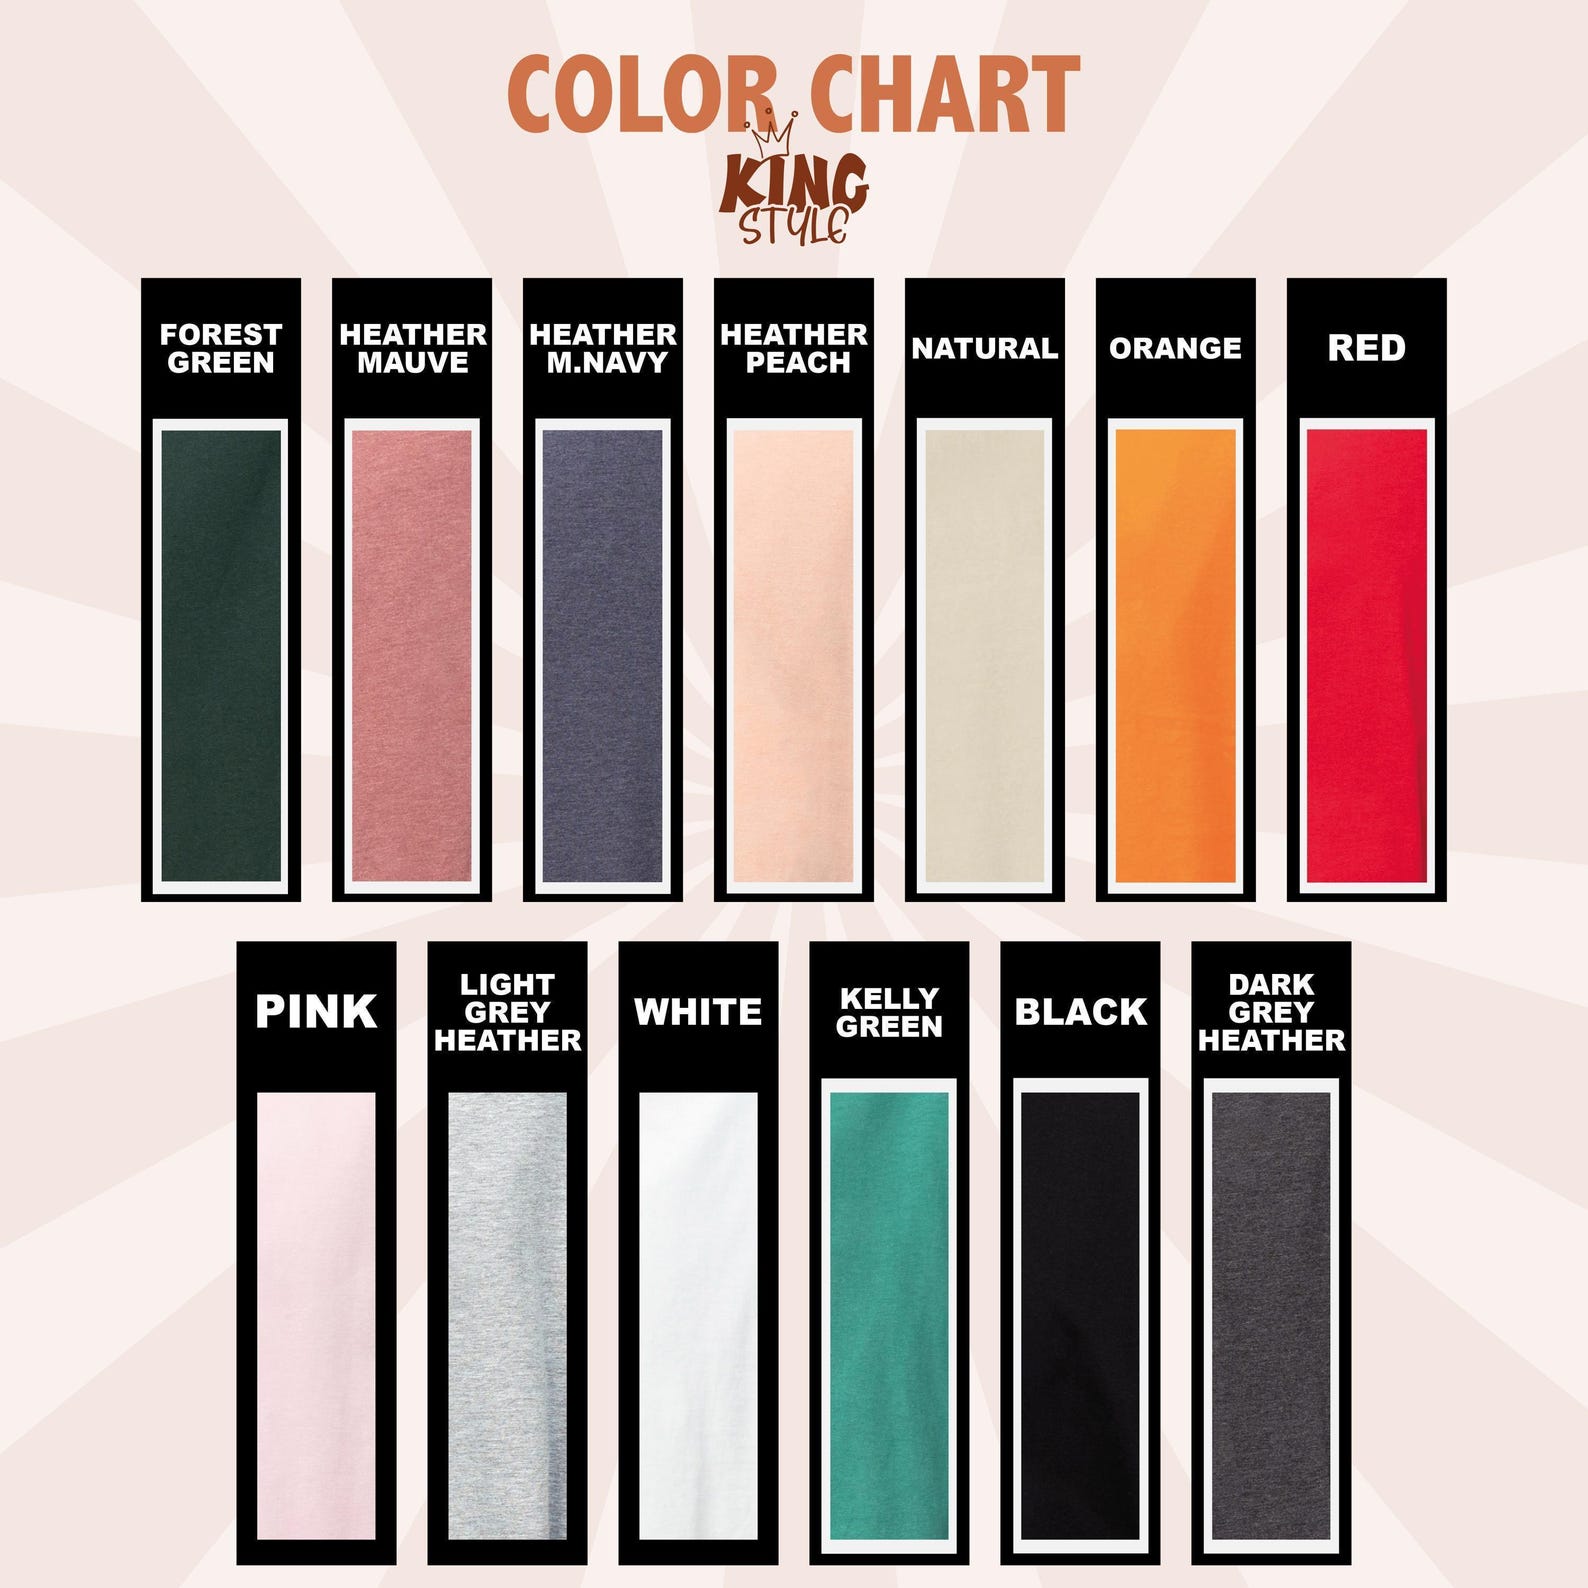 COLOR CHART
KING
STYLE
FOREST
GREEN
HEATHER
MAUVE
HEATHER
M.NAVY
HEATHER
PEACH
NATURAL
ORANGE
RED
PINK
LIGHT
GREY
HEATHER
WHITE
KELLY
GREEN
BLACK
DARK
GREY
HEATHER